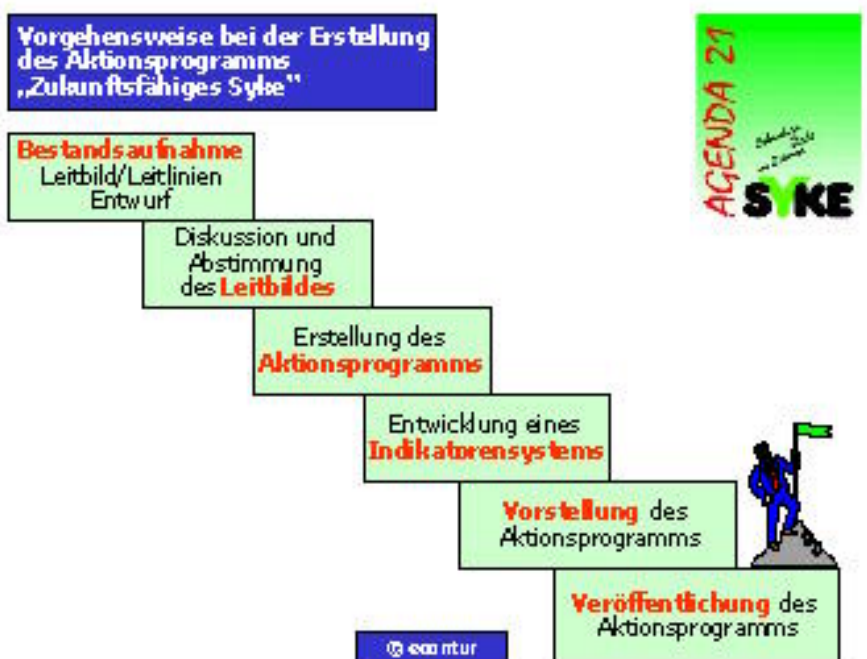 Vorgehensweise bei der Erstellung
des Aktionsprogramms
„Zukunftsfähiges Syke"
AGENDA 21
SYKE
Bestandsaufnahme
Leitbild/Leitlinien
Entwurf
Diskussion und
Abstimmung
des Leitbildes
Erstellung des
Aktionsprogramms
Entwicklung eines
Indikatorensystems
Vorstellung des
Aktionsprogramms
Veröffentlichung des
Aktionsprogramms
© econtur